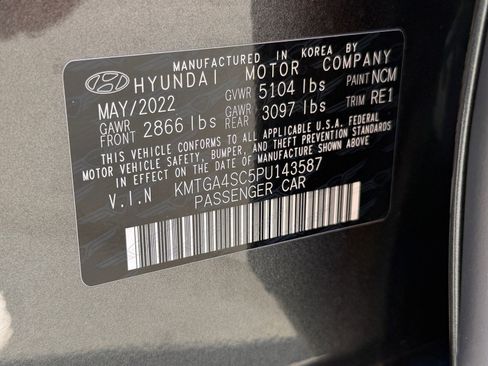 MANUFACTURED IN KOREA BY
HYUNDAI MOTOR COMPANY
MAY/2022 GVWR 5104 lbs PAINT NCM
GAWR FRONT 2866 lbs GAWR REAR 3097 lbs TRIM RE1
THIS VEHICLE CONFORMS TO ALL APPLICABLE U.S.A. FEDERAL
MOTOR VEHICLE SAFETY, BUMPER, AND THEFT PREVENTION STANDARDS
IN EFFECT ON THE DATE OF MANUFACTURE SHOWN ABOVE.
V.I.N KMTGA4SC5PU143587
PASSENGER CAR